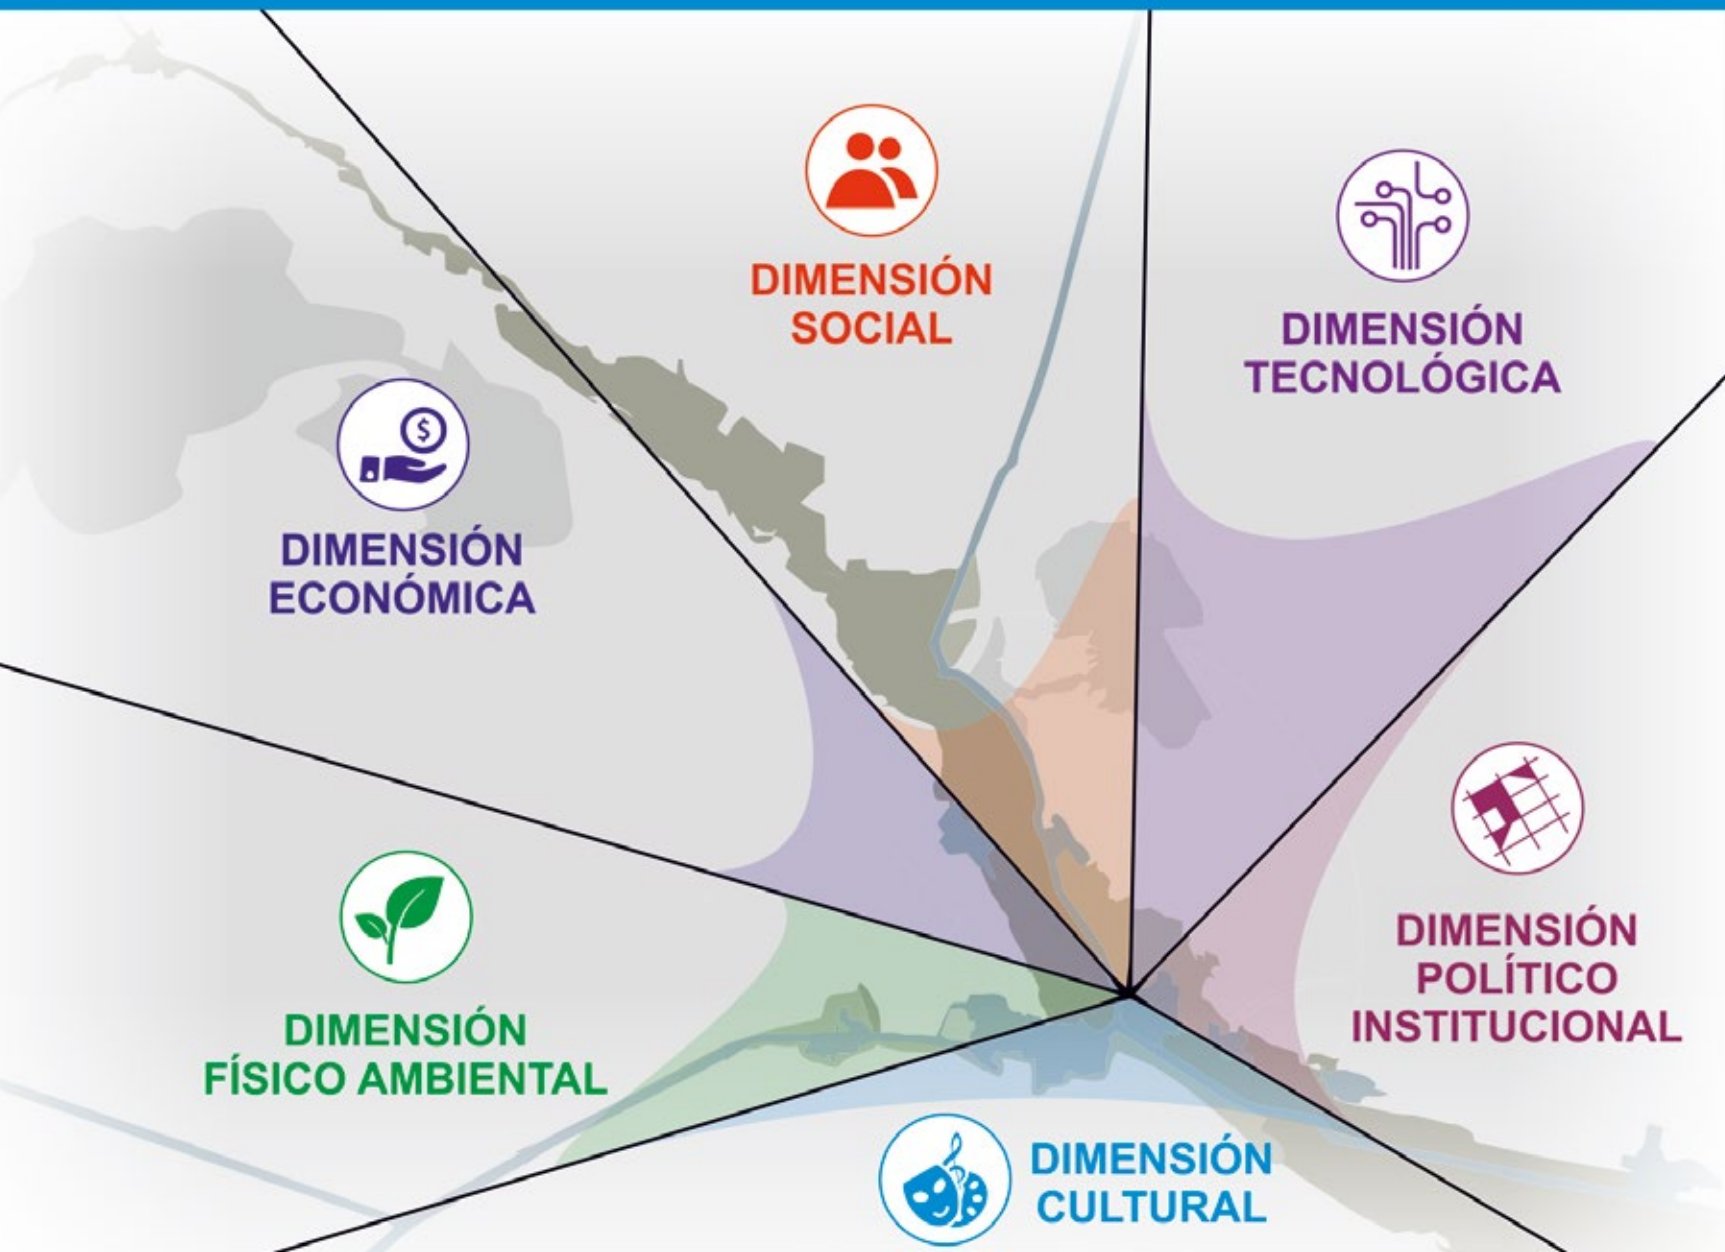 DIMENSIÓN
SOCIAL
DIMENSIÓN
TECNOLÓGICA
$
DIMENSIÓN
ECONÓMICA
DIMENSIÓN
POLÍTICO
INSTITUCIONAL
DIMENSIÓN
FÍSICO AMBIENTAL
DIMENSIÓN
CULTURAL